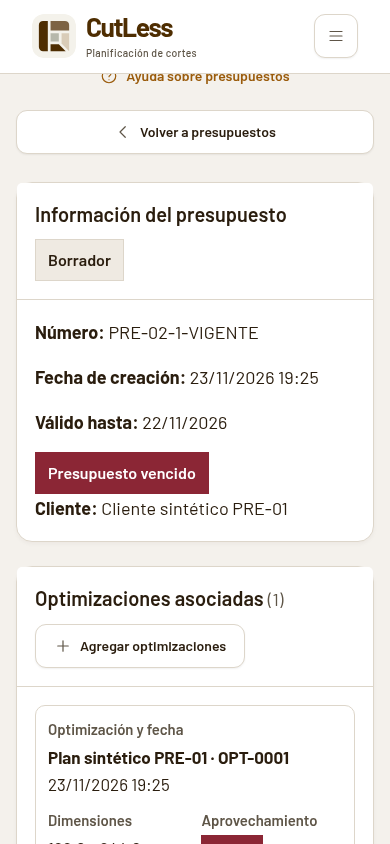 CutLess
Planificación de cortes
Ayuda sobre presupuestos
Volver a presupuestos
Información del presupuesto
Borrador
Número: PRE-02-1-VIGENTE
Fecha de creación: 23/11/2026 19:25
Válido hasta: 22/11/2026
Presupuesto vencido
Cliente: Cliente sintético PRE-01
Optimizaciones asociadas (1)
Agregar optimizaciones
Optimización y fecha
Plan sintético PRE-01 · OPT-0001
23/11/2026 19:25
Dimensiones Aprovechamiento